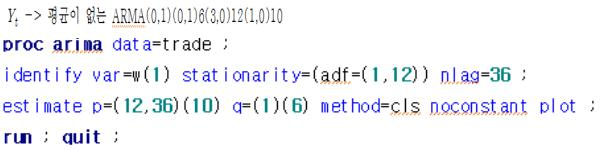 Yt -> 평균이 없는 ARMA(0,1)(0,1)6(3,0)12(1,0)10
proc arima data=trade ;
identify var=w(1) stationarity=(adf=(1,12)) nlag=36 ;
estimate p=(12,36)(10) q=(1)(6) method=cls noconstant plot ;
run ; quit ;